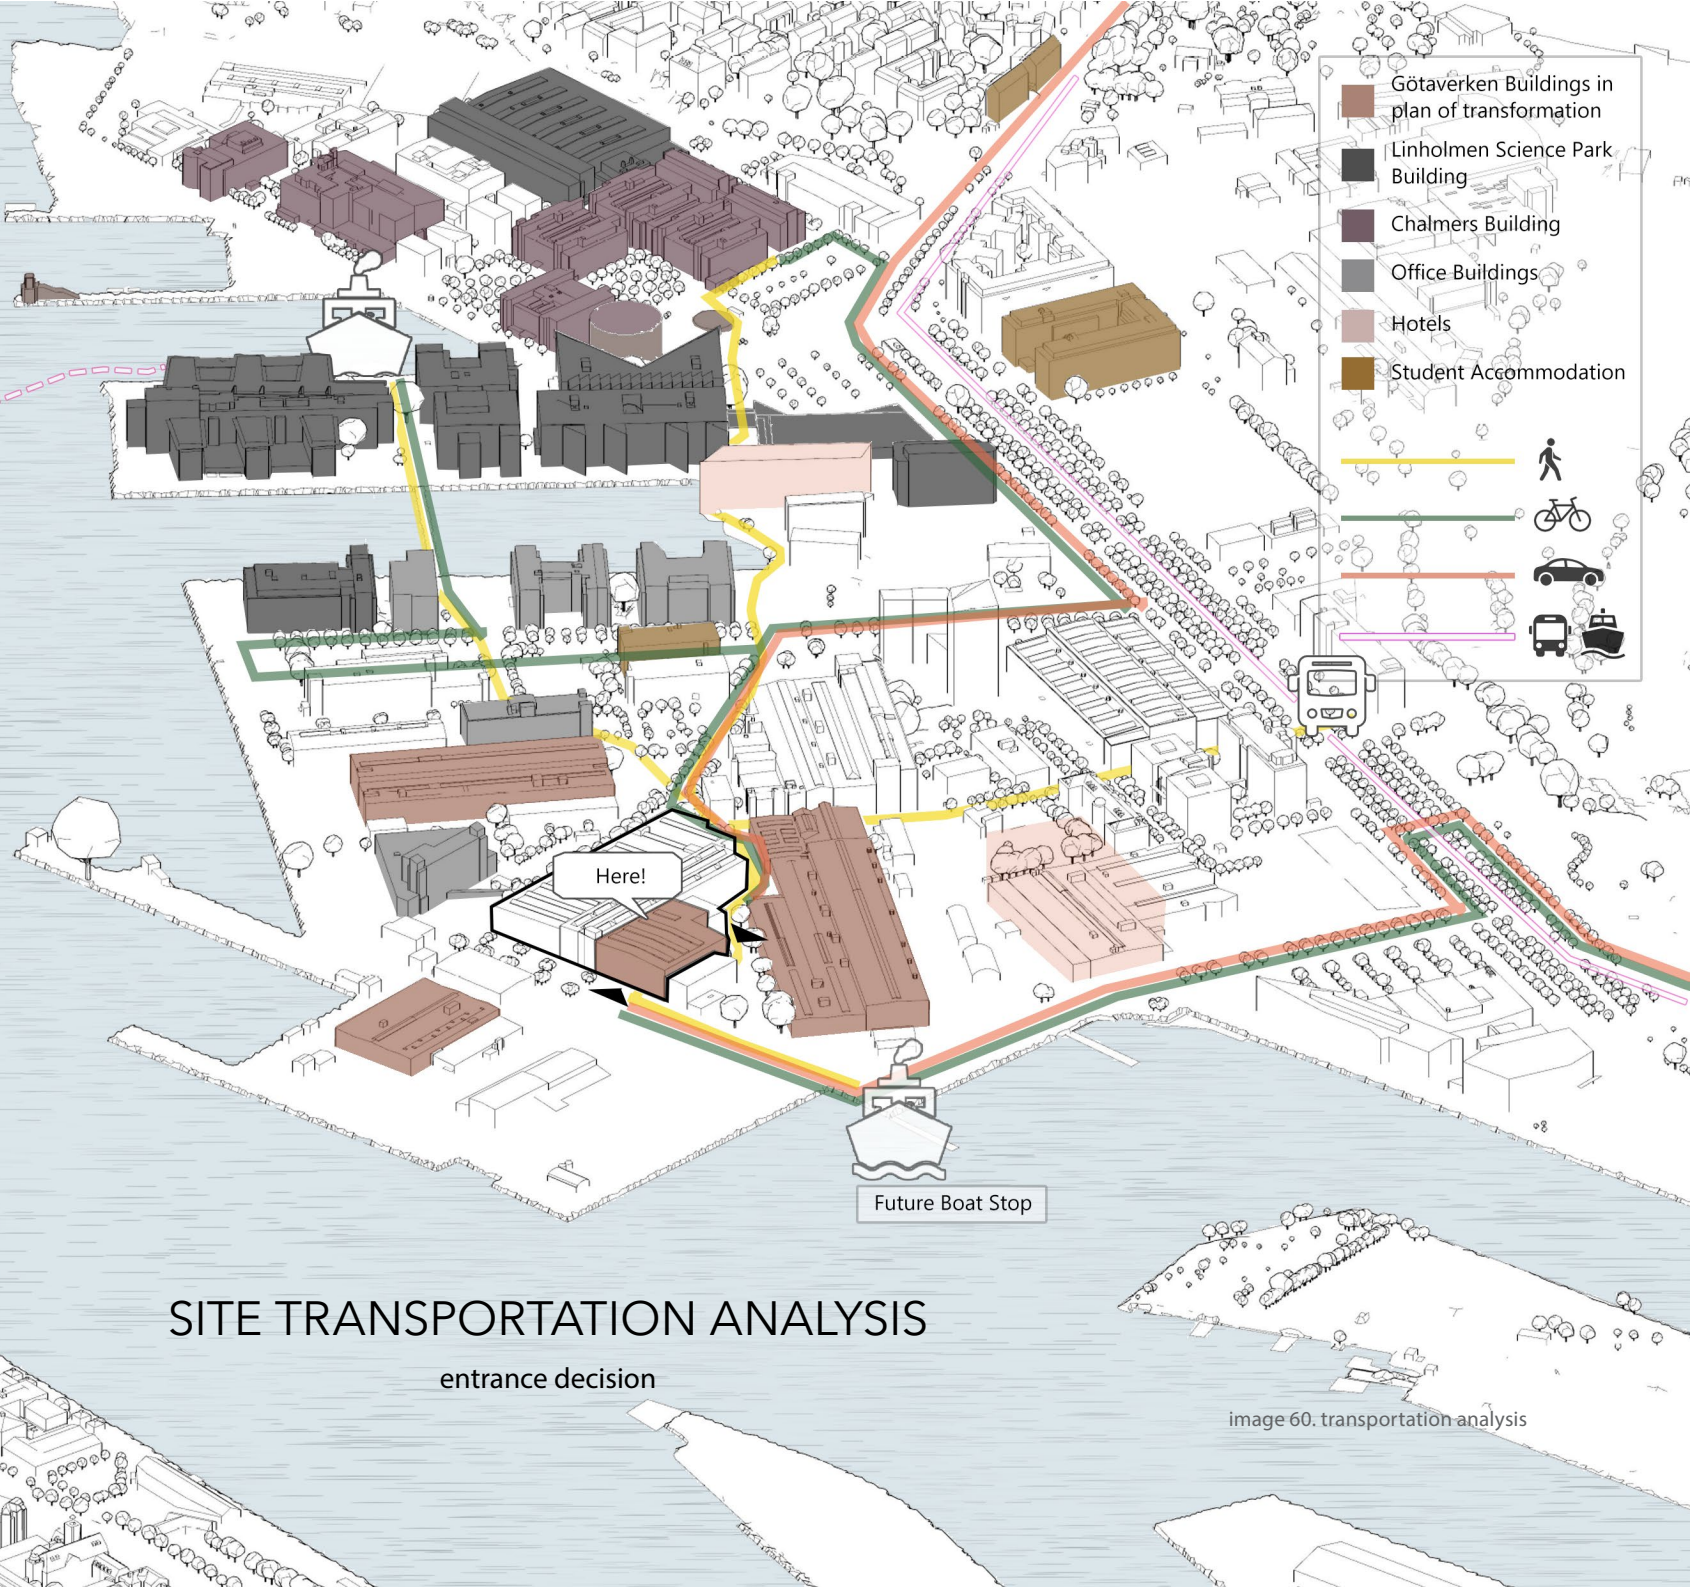 Götaverken Buildings in
plan of transformation
Linholmen Science Park
Building
Chalmers Building
Office Buildings
Hotels
Student Accommodation
Here!
Future Boat Stop
SITE TRANSPORTATION ANALYSIS
entrance decision
image 60. transportation analysis